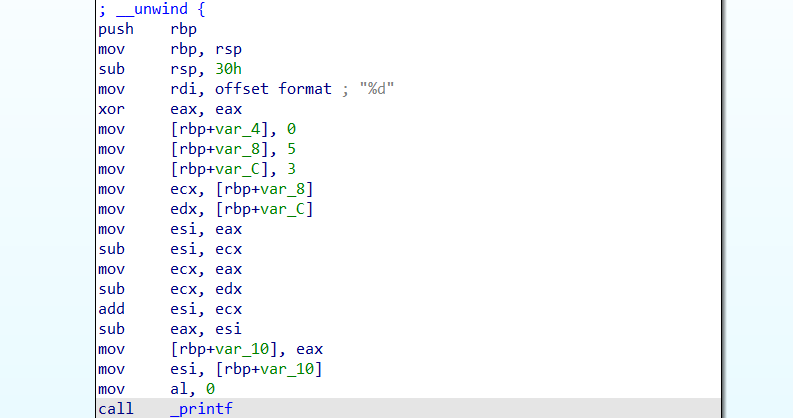 ; __unwind {
push rbp
mov rbp, rsp
sub rsp, 30h
mov rdi, offset format ; "%d"
xor eax, eax
mov [rbp+var_4], 0
mov [rbp+var_8], 5
mov [rbp+var_C], 3
mov ecx, [rbp+var_8]
mov edx, [rbp+var_C]
mov esi, eax
sub esi, ecx
mov ecx, eax
sub ecx, edx
add esi, ecx
sub eax, esi
mov [rbp+var_10], eax
mov esi, [rbp+var_10]
mov al, 0
call _printf